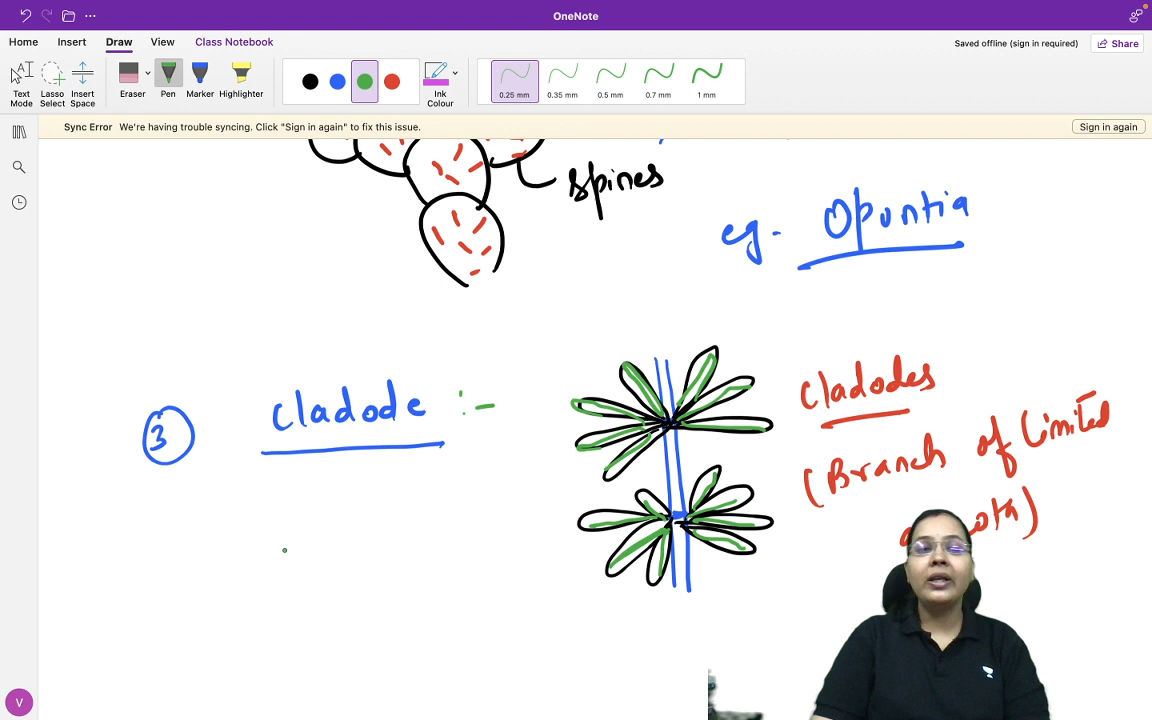 OneNote
Home Insert Draw View Class Notebook
Saved offline (sign in required) Share
Text Mode
Lasso Select
Insert Space
Eraser
Pen
Marker
Highlighter
Ink Colour
0.25 mm 0.35 mm 0.5 mm 0.7 mm 1 mm
Sync Error We're having trouble syncing. Click "Sign in again" to fix this issue. Sign in again
spines
eg. Opuntia
3 Cladode :-
Cladodes
(Branch of limited
V